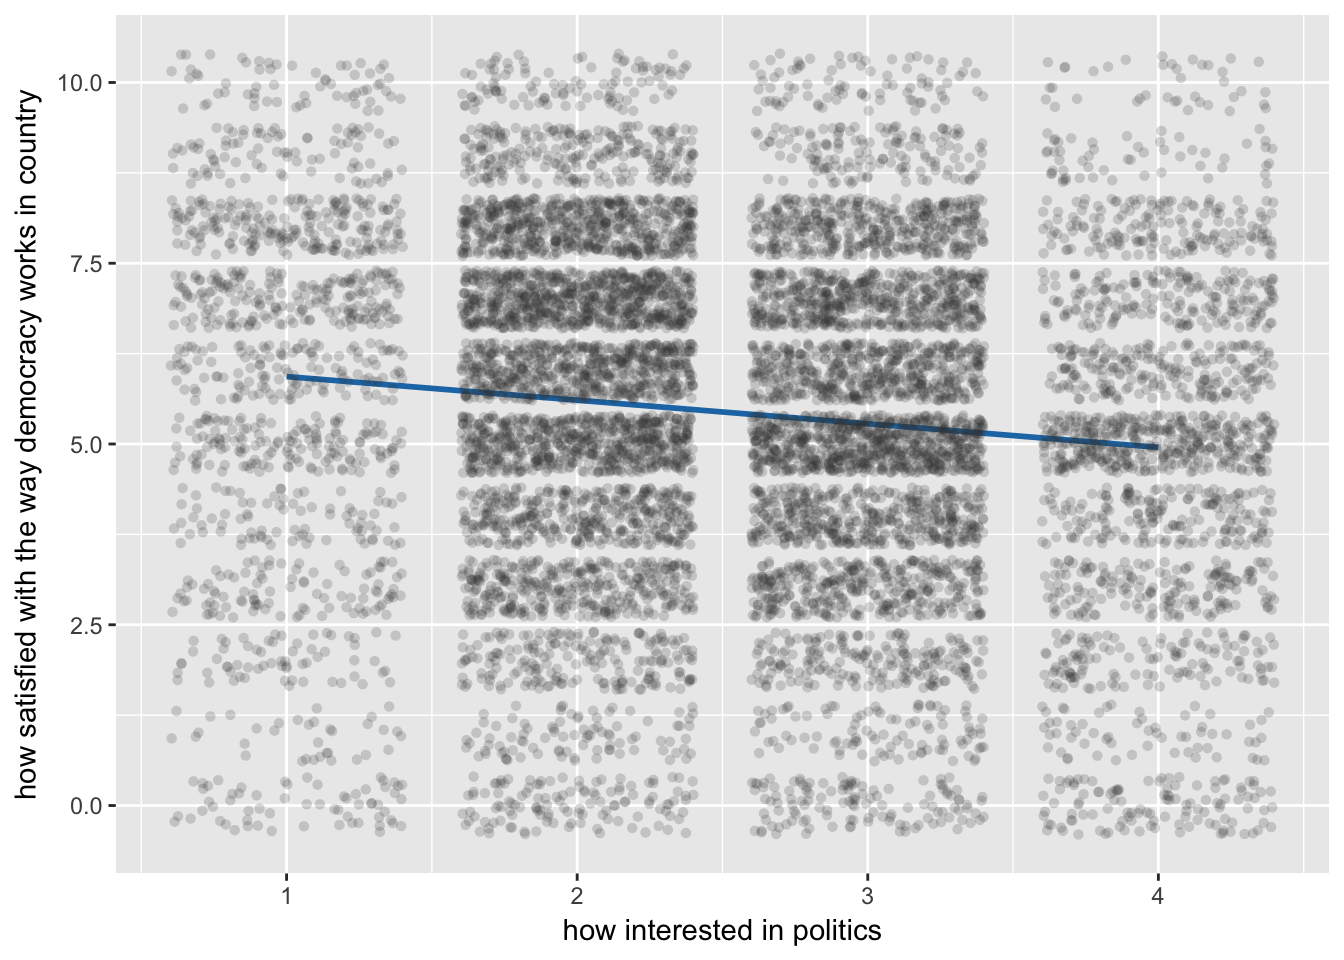 how satisfied with the way democracy works in country
10.0
7.5
5.0
2.5
0.0
1 2 3 4
how interested in politics